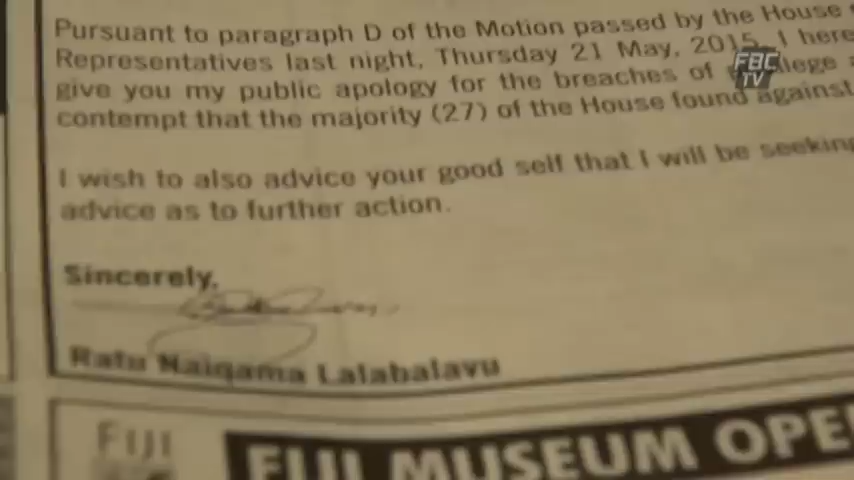 Pursuant to paragraph D of the Motion passed by the House
Representatives last night, Thursday 21 May, 2015, I here
give you my public apology for the breaches of
contempt that the majority (27) of the House found against
I wish to also advice your good self that I will be seeking
advice as to further action.
Sincerely,
Ratu Naiqama Lalabalavu
FIJI
FIJI MUSEUM OPE
FBC
TV